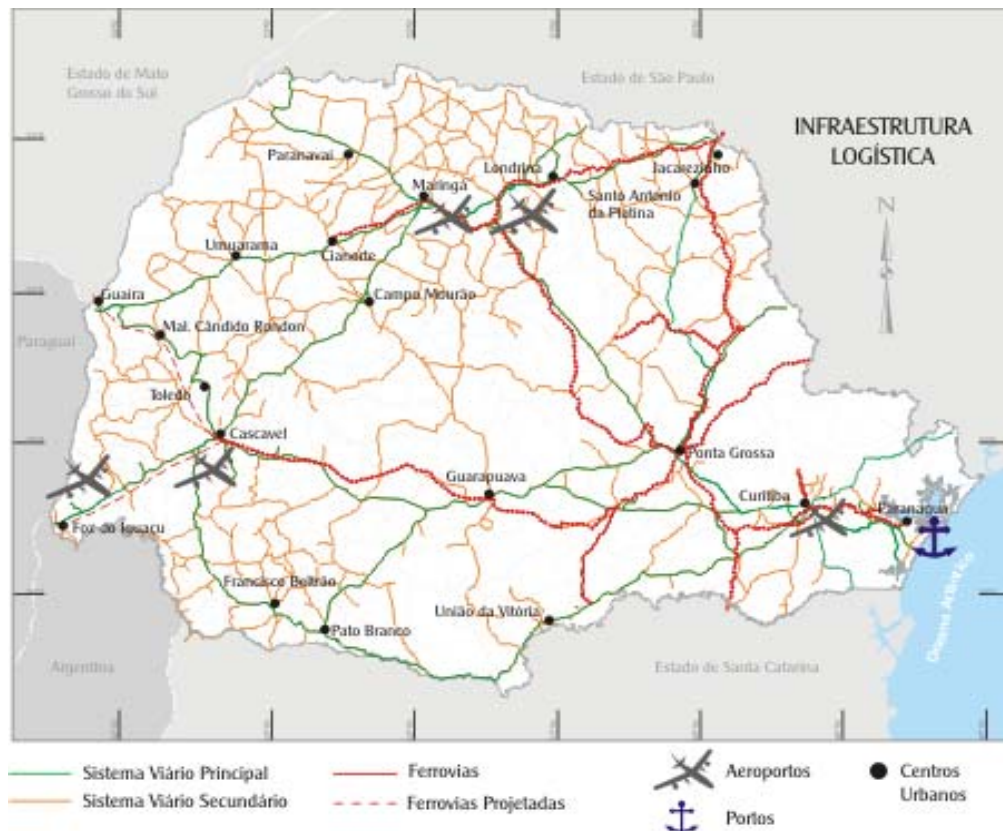 Estado de Mato
Grosso do Sul
Estado de São Paulo
INFRAESTRUTURA
LOGÍSTICA
N
Paranavaí
Londrina
Jacarezinho
Maringá
Santo Antonio
da Platina
Umuarama
Cianorte
Guaíra
Campo Mourão
Mal. Cândido Rondon
Paraguai
Toledo
Cascavel
Ponta Grossa
Guarapuava
Curitiba
Paranaguá
Foz do Iguaçu
Francisco Beltrão
União da Vitória
Pato Branco
Oceano Atlântico
Argentina
Estado de Santa Catarina
Sistema Viário Principal
Ferrovias
Aeroportos
Centros
Urbanos
Sistema Viário Secundário
Ferrovias Projetadas
Portos